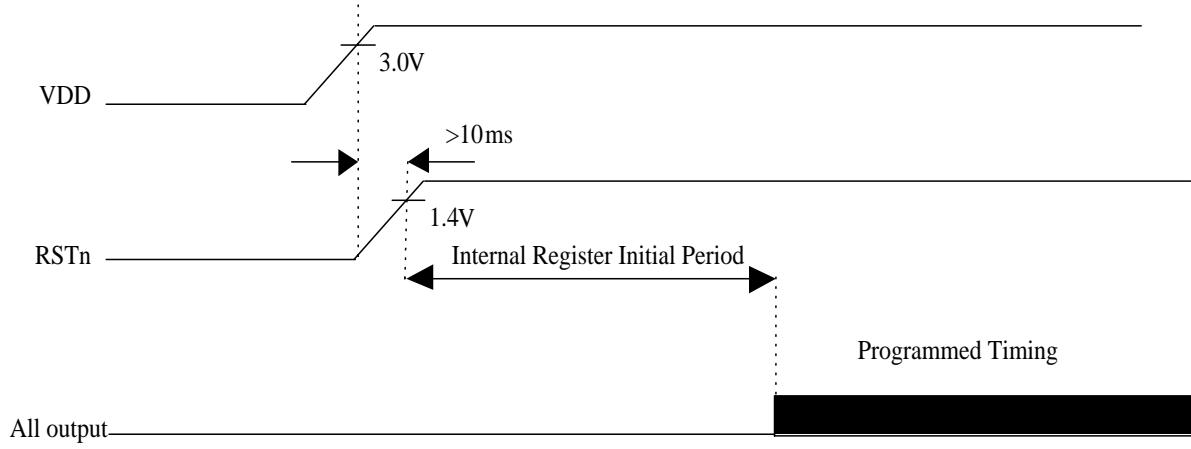 3.0V
VDD
>10ms
1.4V
RSTn
Internal Register Initial Period
Programmed Timing
All output